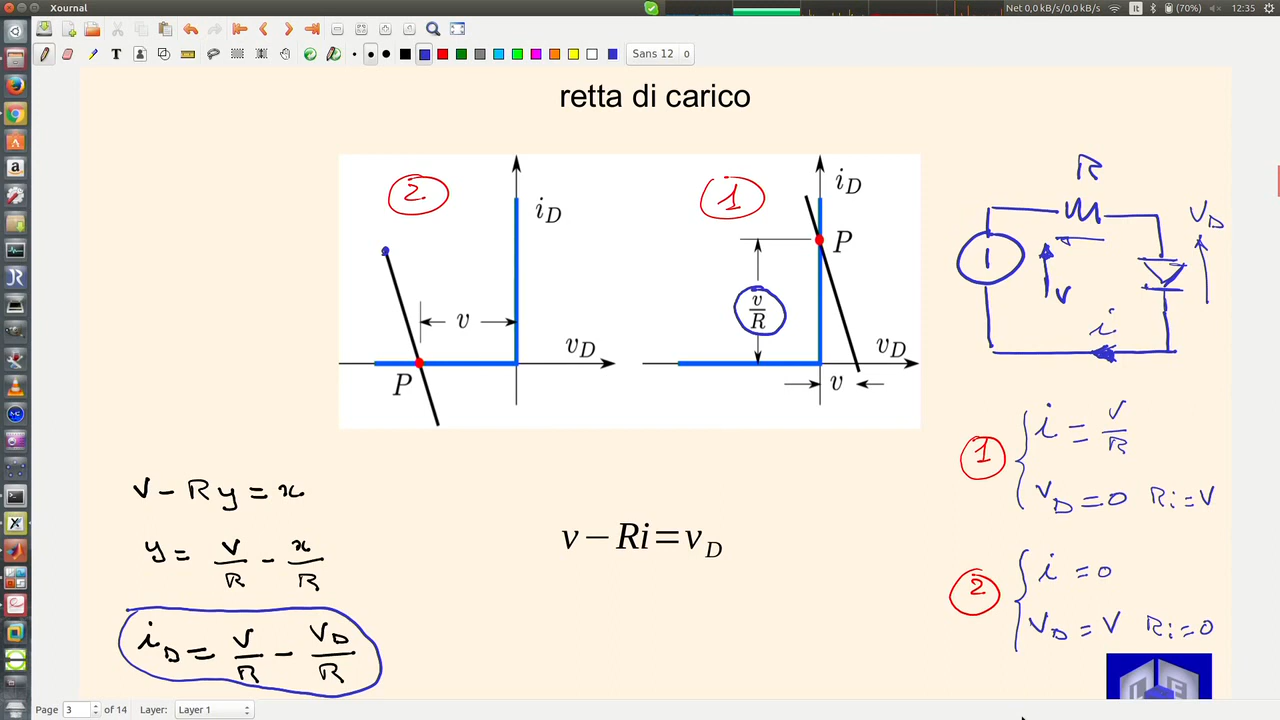 Xournal
Net 0,0 kB/s/0,0 kB/s
It
(70%)
12:35
T
Sans 12
0
retta di carico
2
i_D
v
v_D
P
1
i_D
P
v/R
v_D
v
R
V_D
v
i
1
i = v/R
v_D = 0 Ri = v
2
i = 0
v_D = v Ri = 0
v - Ry = x
y = v/R - x/R
i_D = v/R - v_D/R
v−Ri=v_D
Page 3 of 14 Layer: Layer 1